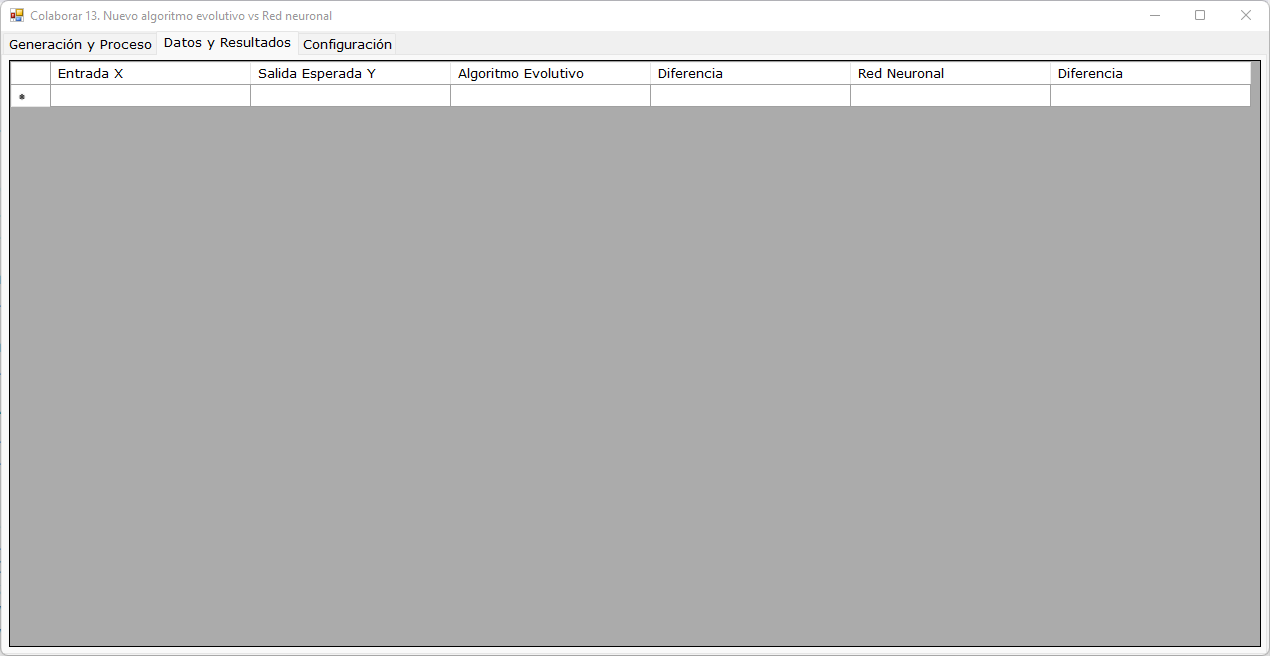 Colaborar 13. Nuevo algoritmo evolutivo vs Red neuronal
Generación y Proceso Datos y Resultados Configuración
Entrada X Salida Esperada Y Algoritmo Evolutivo Diferencia Red Neuronal Diferencia
*